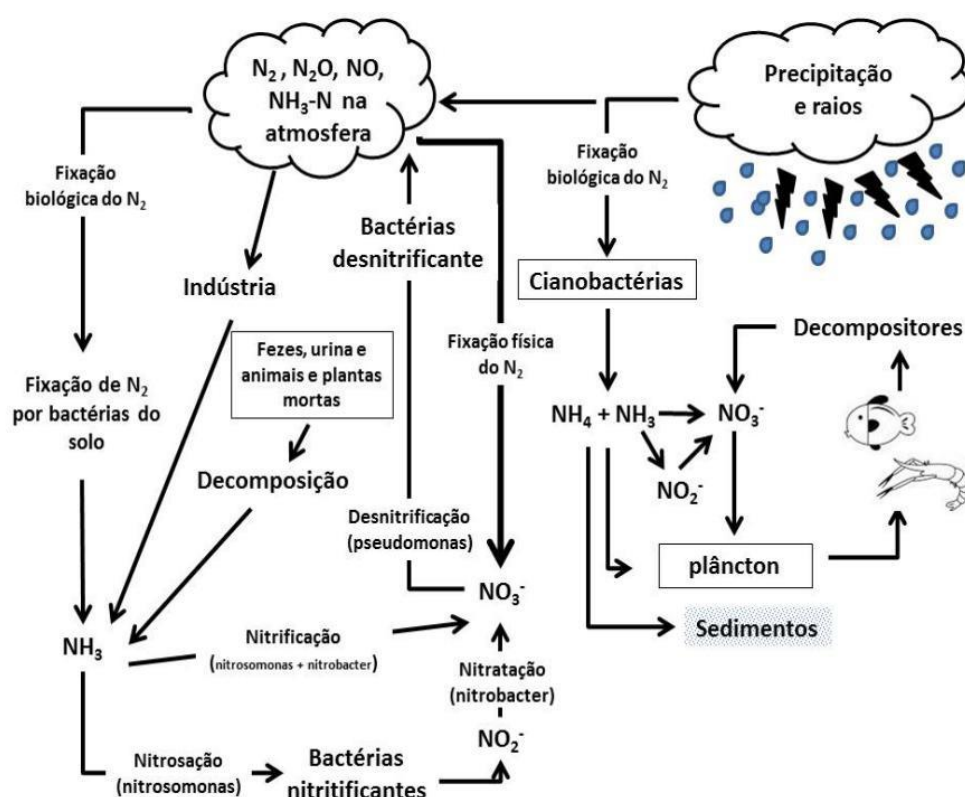 N₂ , N₂O, NO,
NH₃-N na
atmosfera
Precipitação
e raios
Fixação
biológica do N₂
Fixação
biológica do N₂
Bactérias
desnitrificante
Indústria
Cianobactérias
Decompositores
Fezes, urina e
animais e plantas
mortas
Fixação física
do N₂
Fixação de N₂
por bactérias do
solo
NH₄ + NH₃
NO₃⁻
NO₂⁻
Decomposição
Desnitrificação
(pseudomonas)
plâncton
NO₃⁻
Sedimentos
NH₃
Nitrificação
(nitrosomonas + nitrobacter)
Nitratação
(nitrobacter)
NO₂⁻
Nitrosação
(nitrosomonas)
Bactérias
nitritificantes